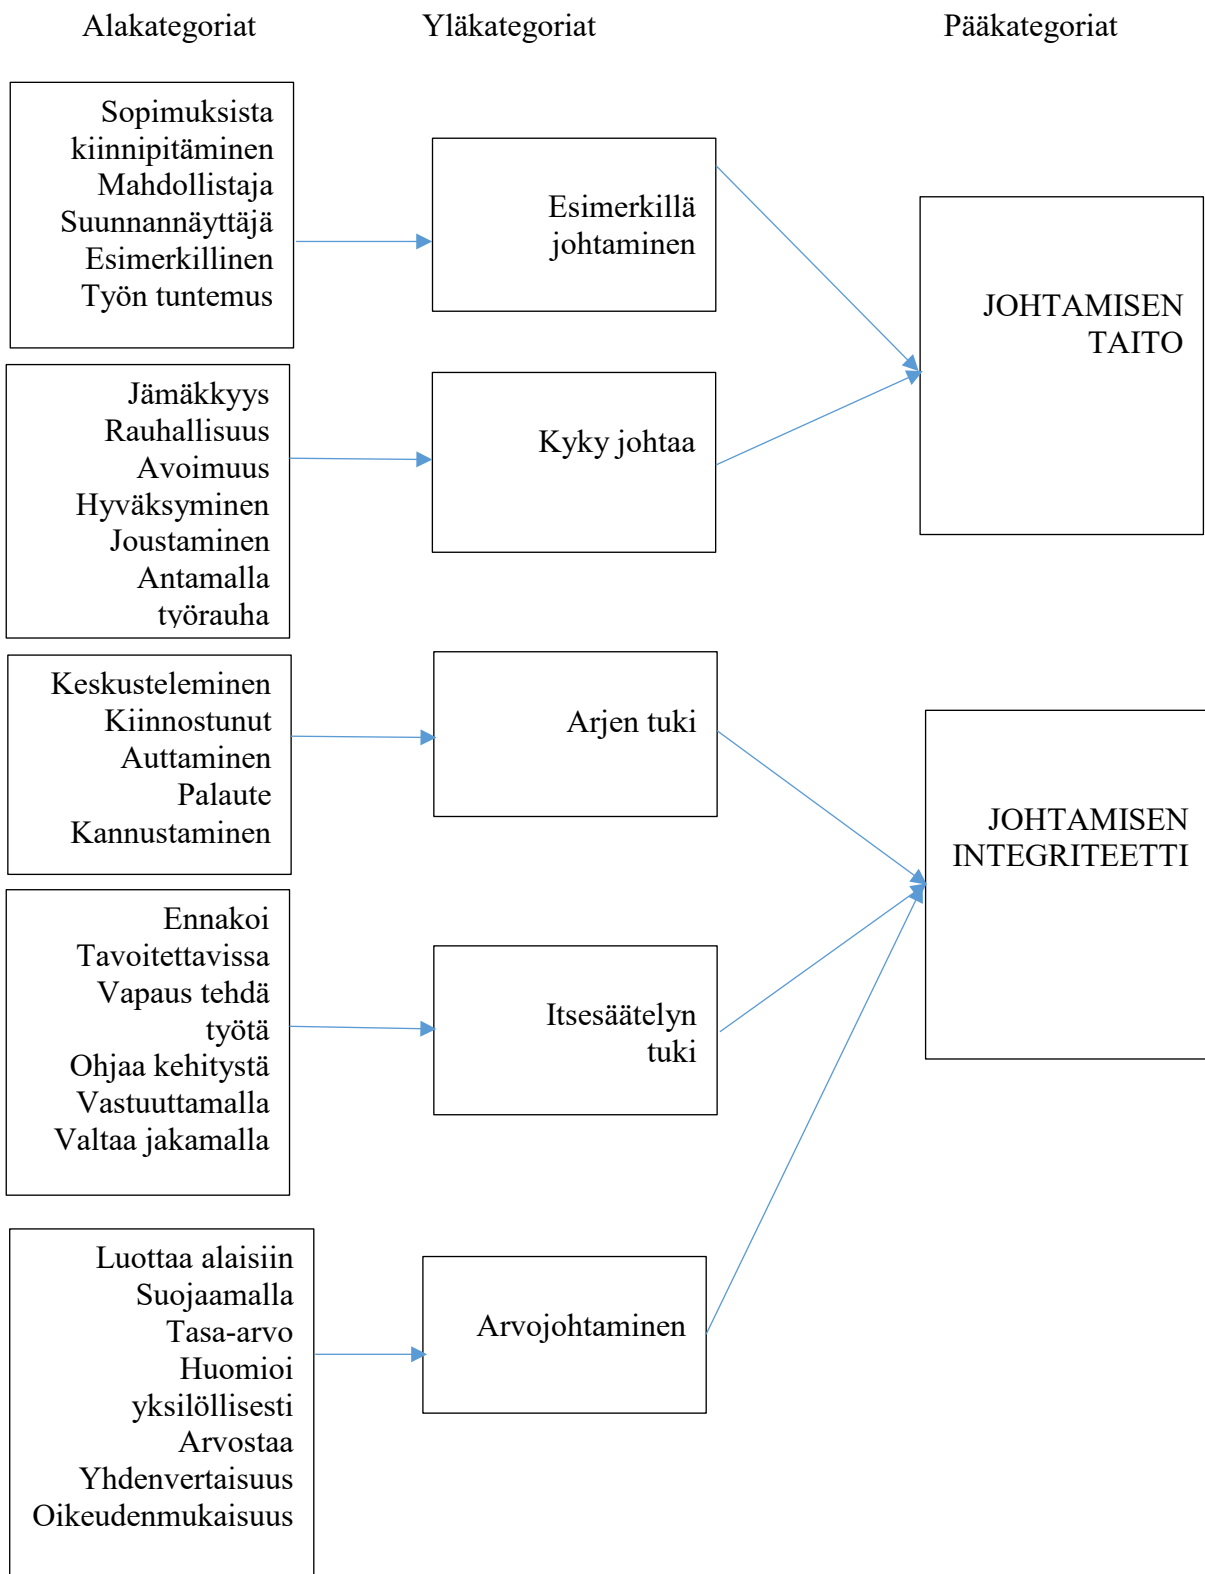 Alakategoriat
Yläkategoriat
Pääkategoriat
Sopimuksista
kiinnipitäminen
Mahdollistaja
Suunnannäyttäjä
Esimerkillinen
Työn tuntemus
Esimerkillä
johtaminen
JOHTAMISEN
TAITO
Jämäkkyys
Rauhallisuus
Avoimuus
Hyväksyminen
Joustaminen
Antamalla
työrauha
Kyky johtaa
Keskusteleminen
Kiinnostunut
Auttaminen
Palaute
Kannustaminen
Arjen tuki
JOHTAMISEN
INTEGRITEETTI
Ennakoi
Tavoitettavissa
Vapaus tehdä
työtä
Ohjaa kehitystä
Vastuuttamalla
Valtaa jakamalla
Itsesäätelyn
tuki
Luottaa alaisiin
Suojaamalla
Tasa-arvo
Huomioi
yksilöllisesti
Arvostaa
Yhdenvertaisuus
Oikeudenmukaisuus
Arvojohtaminen